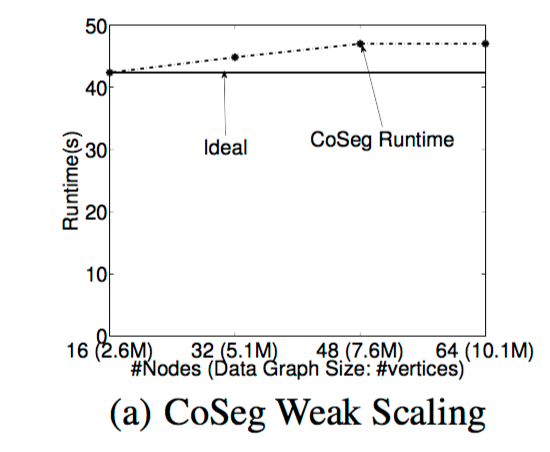 50
40
30
20
10
0
Runtime(s)
Ideal
CoSeg Runtime
16 (2.6M) 32 (5.1M) 48 (7.6M) 64 (10.1M)
#Nodes (Data Graph Size: #vertices)
(a) CoSeg Weak Scaling